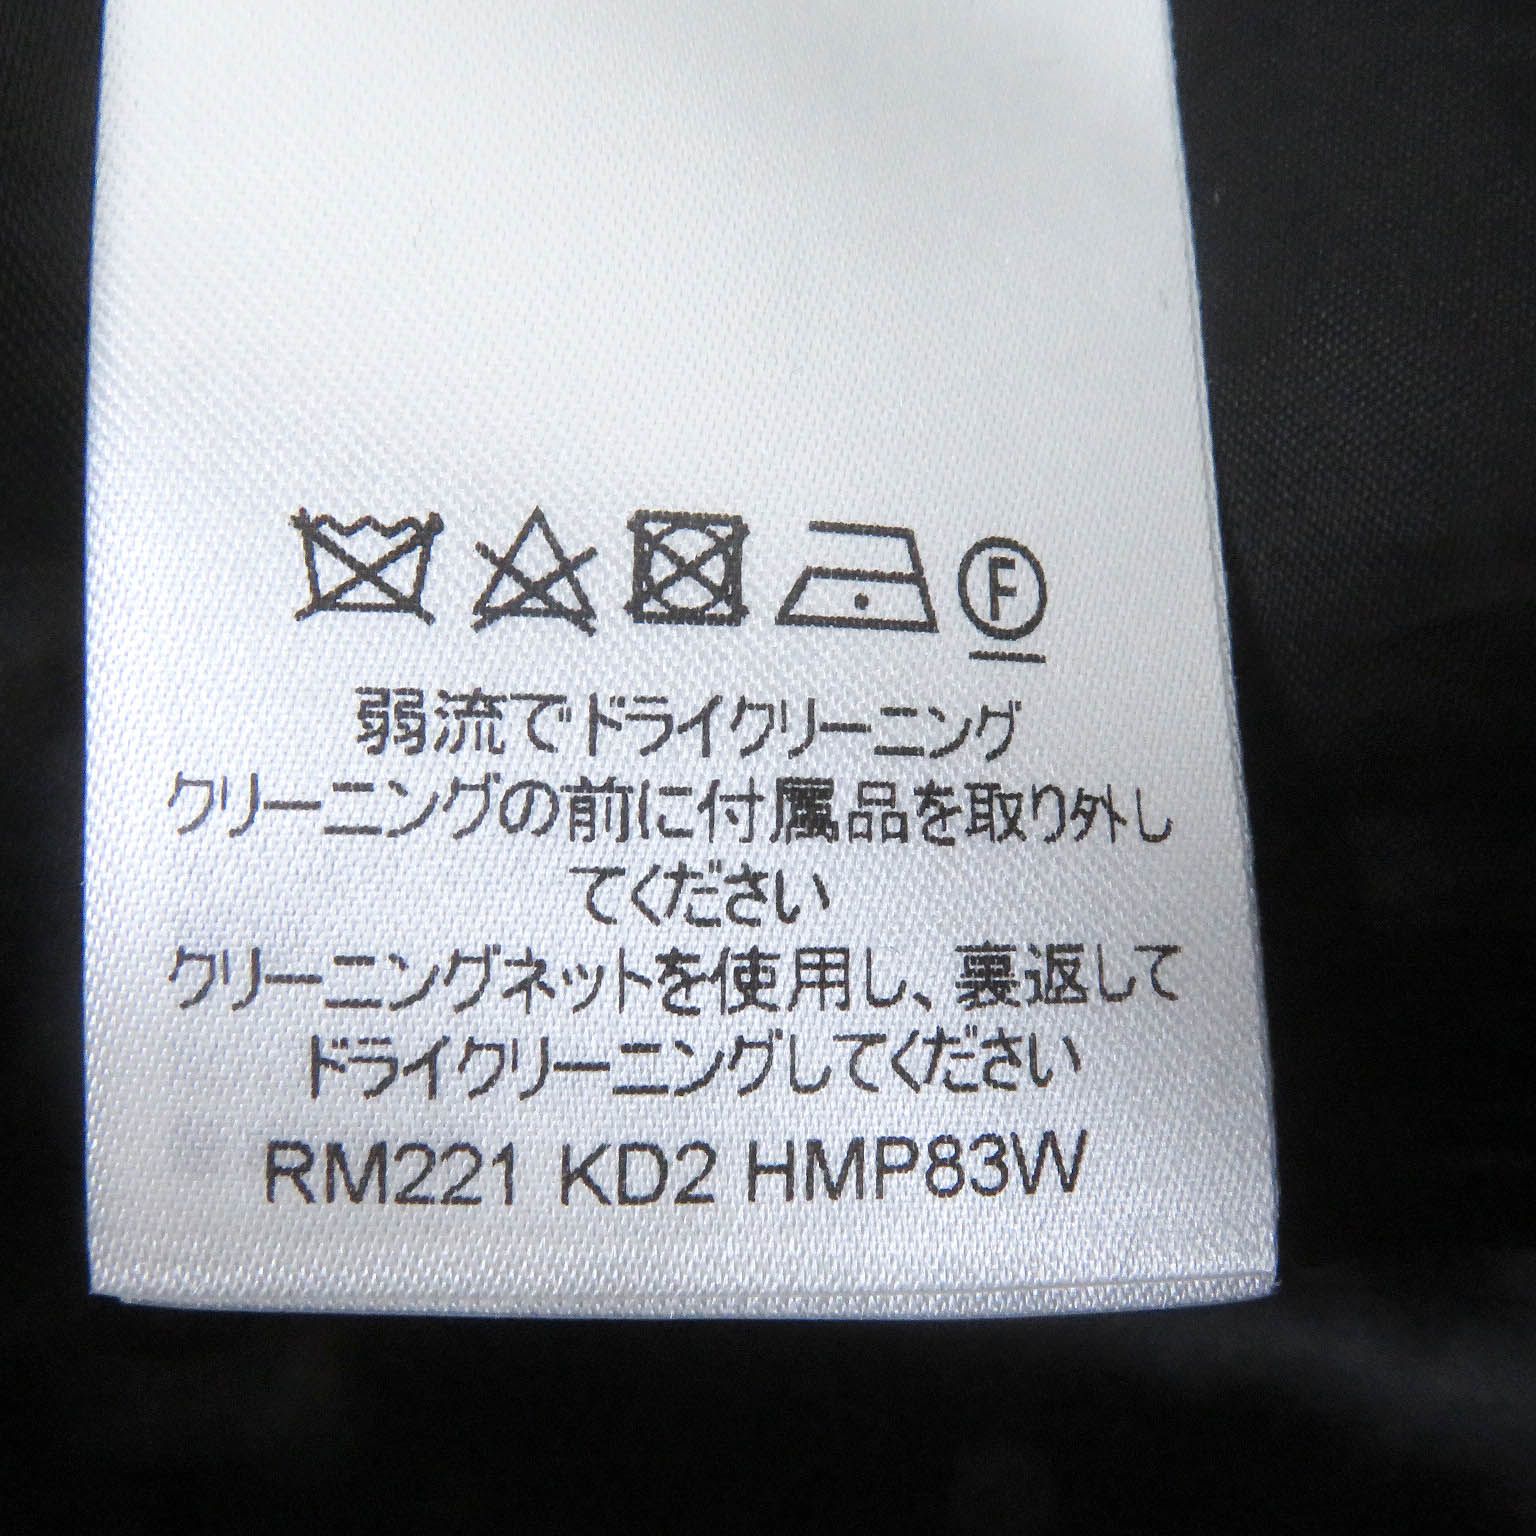 F
弱流でドライクリーニング
クリーニングの前に付属品を取り外し
てください
クリーニングネットを使用し、裏返して
ドライクリーニングしてください
RM221 KD2 HMP83W